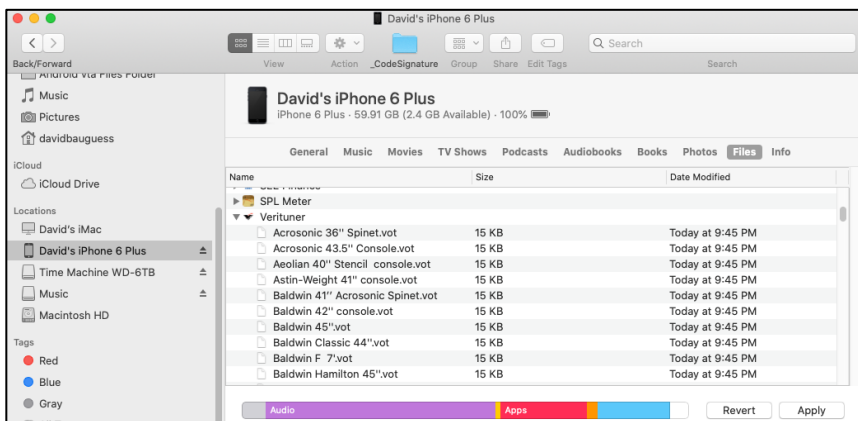 David's iPhone 6 Plus
Search
Back/Forward View Action _CodeSignature Group Share Edit Tags Search
Android Vta Files Folder
Music
Pictures
davidbauguess
iCloud
iCloud Drive
Locations
David's iMac
David's iPhone 6 Plus
Time Machine WD-6TB
Music
Macintosh HD
Tags
Red
Blue
Gray
David's iPhone 6 Plus
iPhone 6 Plus · 59.91 GB (2.4 GB Available) · 100%
General Music Movies TV Shows Podcasts Audiobooks Books Photos Files Info
Name Size Date Modified
SPL Meter
Verituner
Acrosonic 36'' Spinet.vot 15 KB Today at 9:45 PM
Acrosonic 43.5" Console.vot 15 KB Today at 9:45 PM
Aeolian 40" Stencil  console.vot 15 KB Today at 9:45 PM
Astin-Weight 41" console.vot 15 KB Today at 9:45 PM
Baldwin 41'' Acrosonic Spinet.vot 15 KB Today at 9:45 PM
Baldwin 42'' console.vot 15 KB Today at 9:45 PM
Baldwin 45".vot 15 KB Today at 9:45 PM
Baldwin Classic 44''.vot 15 KB Today at 9:45 PM
Baldwin F  7'.vot 15 KB Today at 9:45 PM
Baldwin Hamilton 45''.vot 15 KB Today at 9:45 PM
Audio Apps Revert Apply